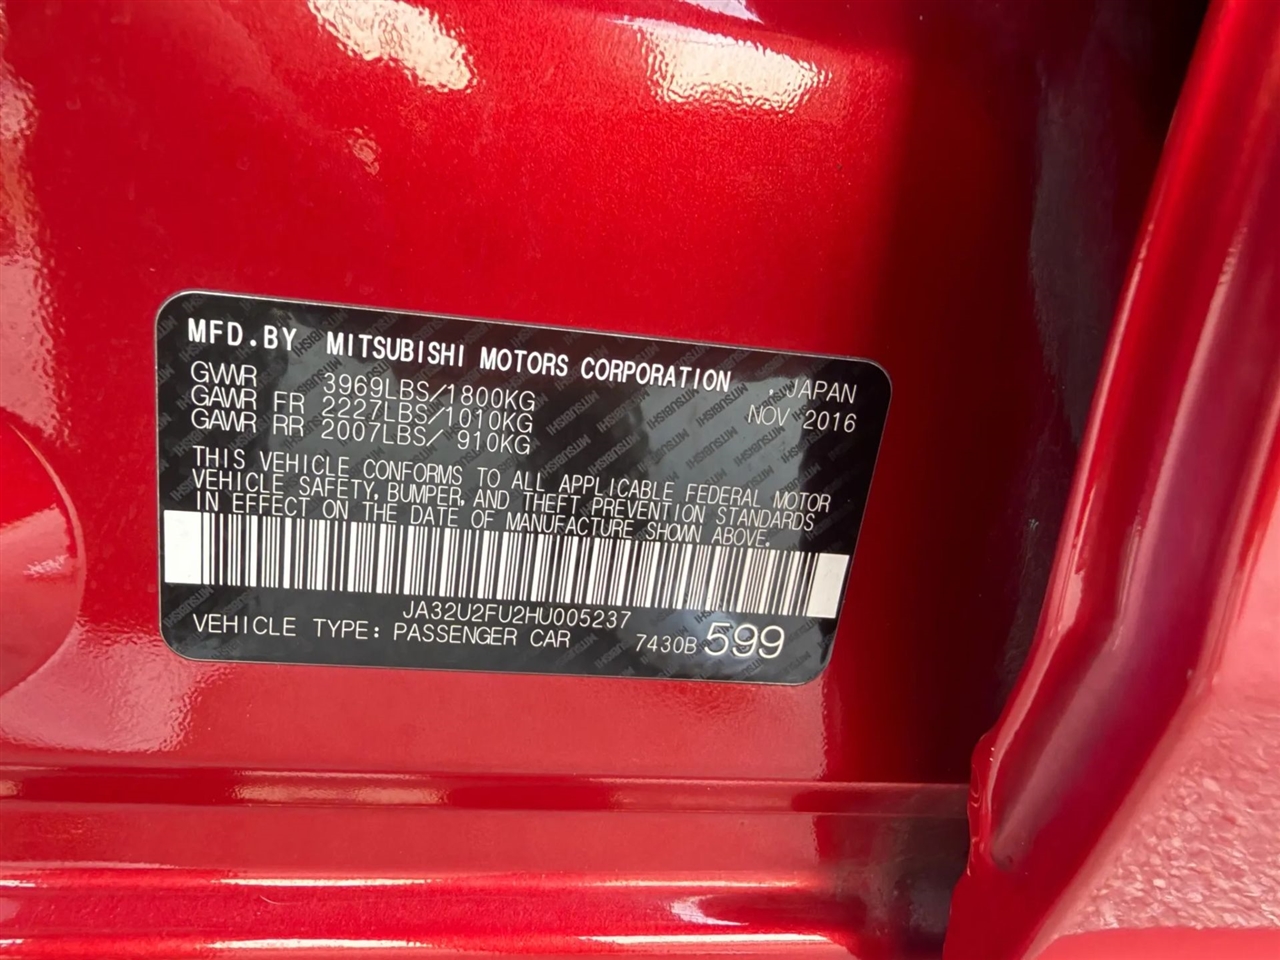 MFD.BY MITSUBISHI MOTORS CORPORATION , JAPAN
GVWR 3969LBS/1800KG NOV 2016
GAWR FR 2227LBS/1010KG
GAWR RR 2007LBS/ 910KG
THIS VEHICLE CONFORMS TO ALL APPLICABLE FEDERAL MOTOR
VEHICLE SAFETY, BUMPER, AND THEFT PREVENTION STANDARDS
IN EFFECT ON THE DATE OF MANUFACTURE SHOWN ABOVE.
JA32U2FU2HU005237
VEHICLE TYPE: PASSENGER CAR 7430B 599